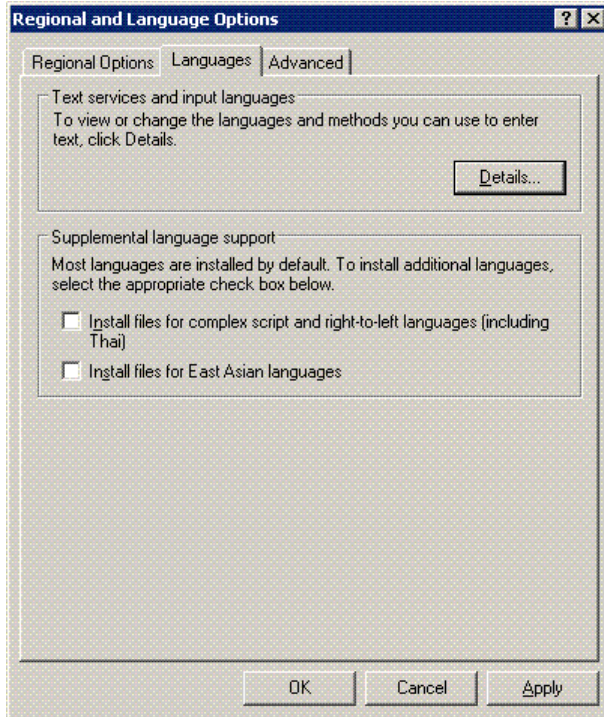 Regional and Language Options
Regional Options Languages Advanced
Text services and input languages
To view or change the languages and methods you can use to enter
text, click Details.
Details...
Supplemental language support
Most languages are installed by default. To install additional languages,
select the appropriate check box below.
Install files for complex script and right-to-left languages (including
Thai)
Install files for East Asian languages
OK Cancel Apply